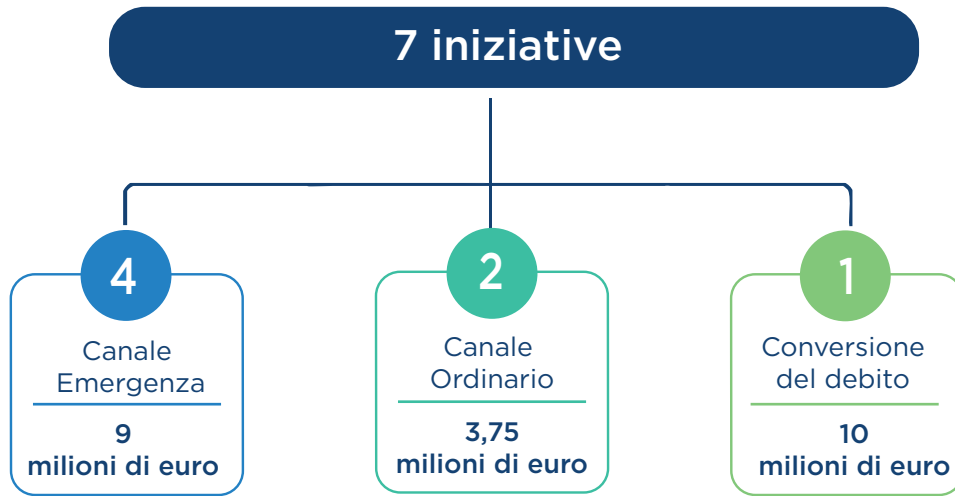 7 iniziative
4
Canale
Emergenza
9
milioni di euro
2
Canale
Ordinario
3,75
milioni di euro
1
Conversione
del debito
10
milioni di euro